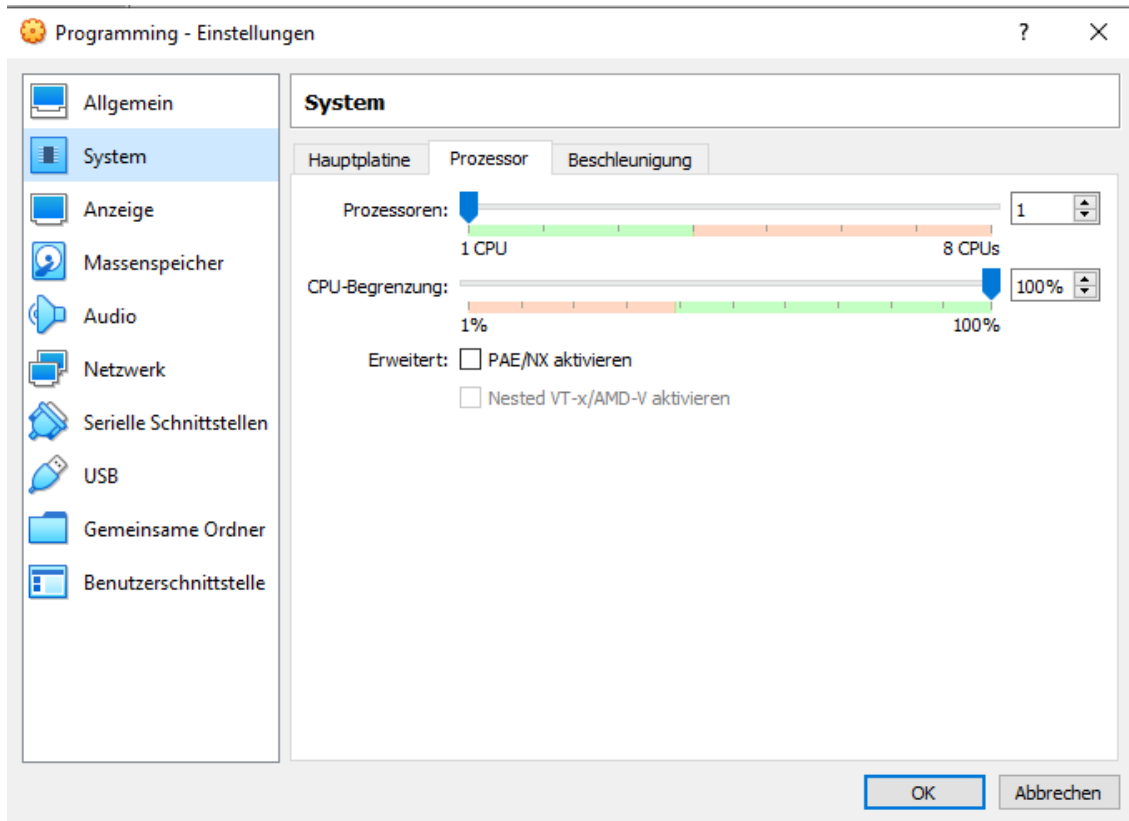 Programming - Einstellungen
?
Allgemein
System
Anzeige
Massenspeicher
Audio
Netzwerk
Serielle Schnittstellen
USB
Gemeinsame Ordner
Benutzerschnittstelle
System
Hauptplatine Prozessor Beschleunigung
Prozessoren: 1
1 CPU 8 CPUs
CPU-Begrenzung: 100%
1% 100%
Erweitert: PAE/NX aktivieren
Nested VT-x/AMD-V aktivieren
OK Abbrechen